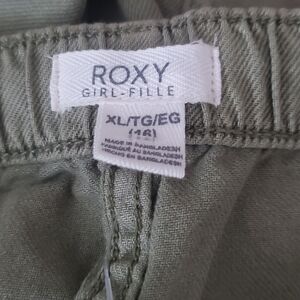 ROXY
GIRL-FILLE
XL/TG/EG
(16)
MADE IN BANGLADESH
FABRIQUÉ AU BANGLADESH
HECHO EN BANGLADESH